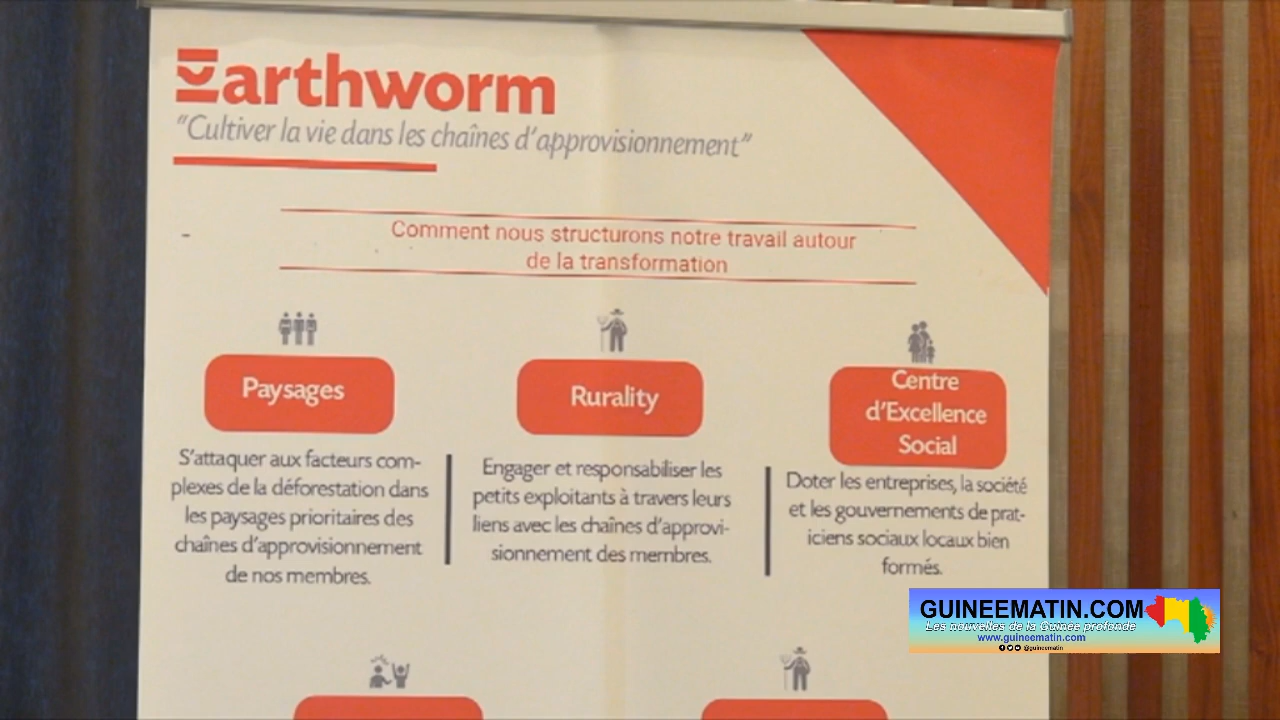 Earthworm
"Cultiver la vie dans les chaînes d'approvisionnement"
Comment nous structurons notre travail autour
de la transformation
Paysages
S'attaquer aux facteurs com-
plexes de la déforestation dans
les paysages prioritaires des
chaînes d'approvisionnement
de nos membres.
Rurality
Engager et responsabiliser les
petits exploitants à travers leurs
liens avec les chaînes d'approvi-
sionnement des membres.
Centre
d'Excellence
Social
Doter les entreprises, la société
et les gouvernements de prat-
iciens sociaux locaux bien
formés.
GUINEEMATIN.COM
Les nouvelles de la Guinée profonde
www.guineematin.com
@guineematin